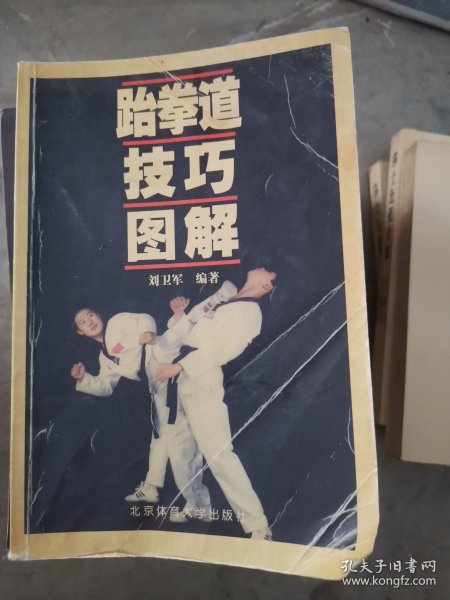 跆拳道
技巧
图解
刘卫军 编著
北京体育大学出版社
孔夫子旧书网
www.kongfz.com